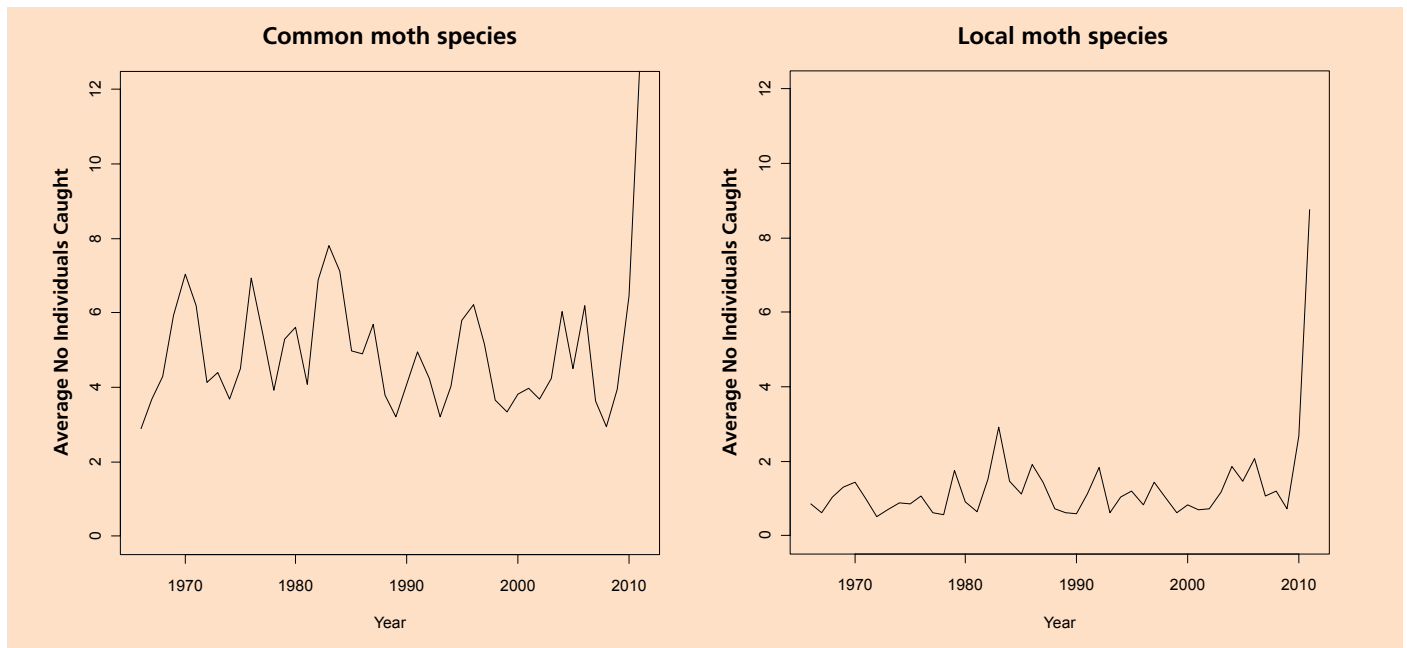 Common moth species
Average No Individuals Caught
12
10
8
6
4
2
0
1970 1980 1990 2000 2010
Year
Local moth species
Average No Individuals Caught
12
10
8
6
4
2
0
1970 1980 1990 2000 2010
Year